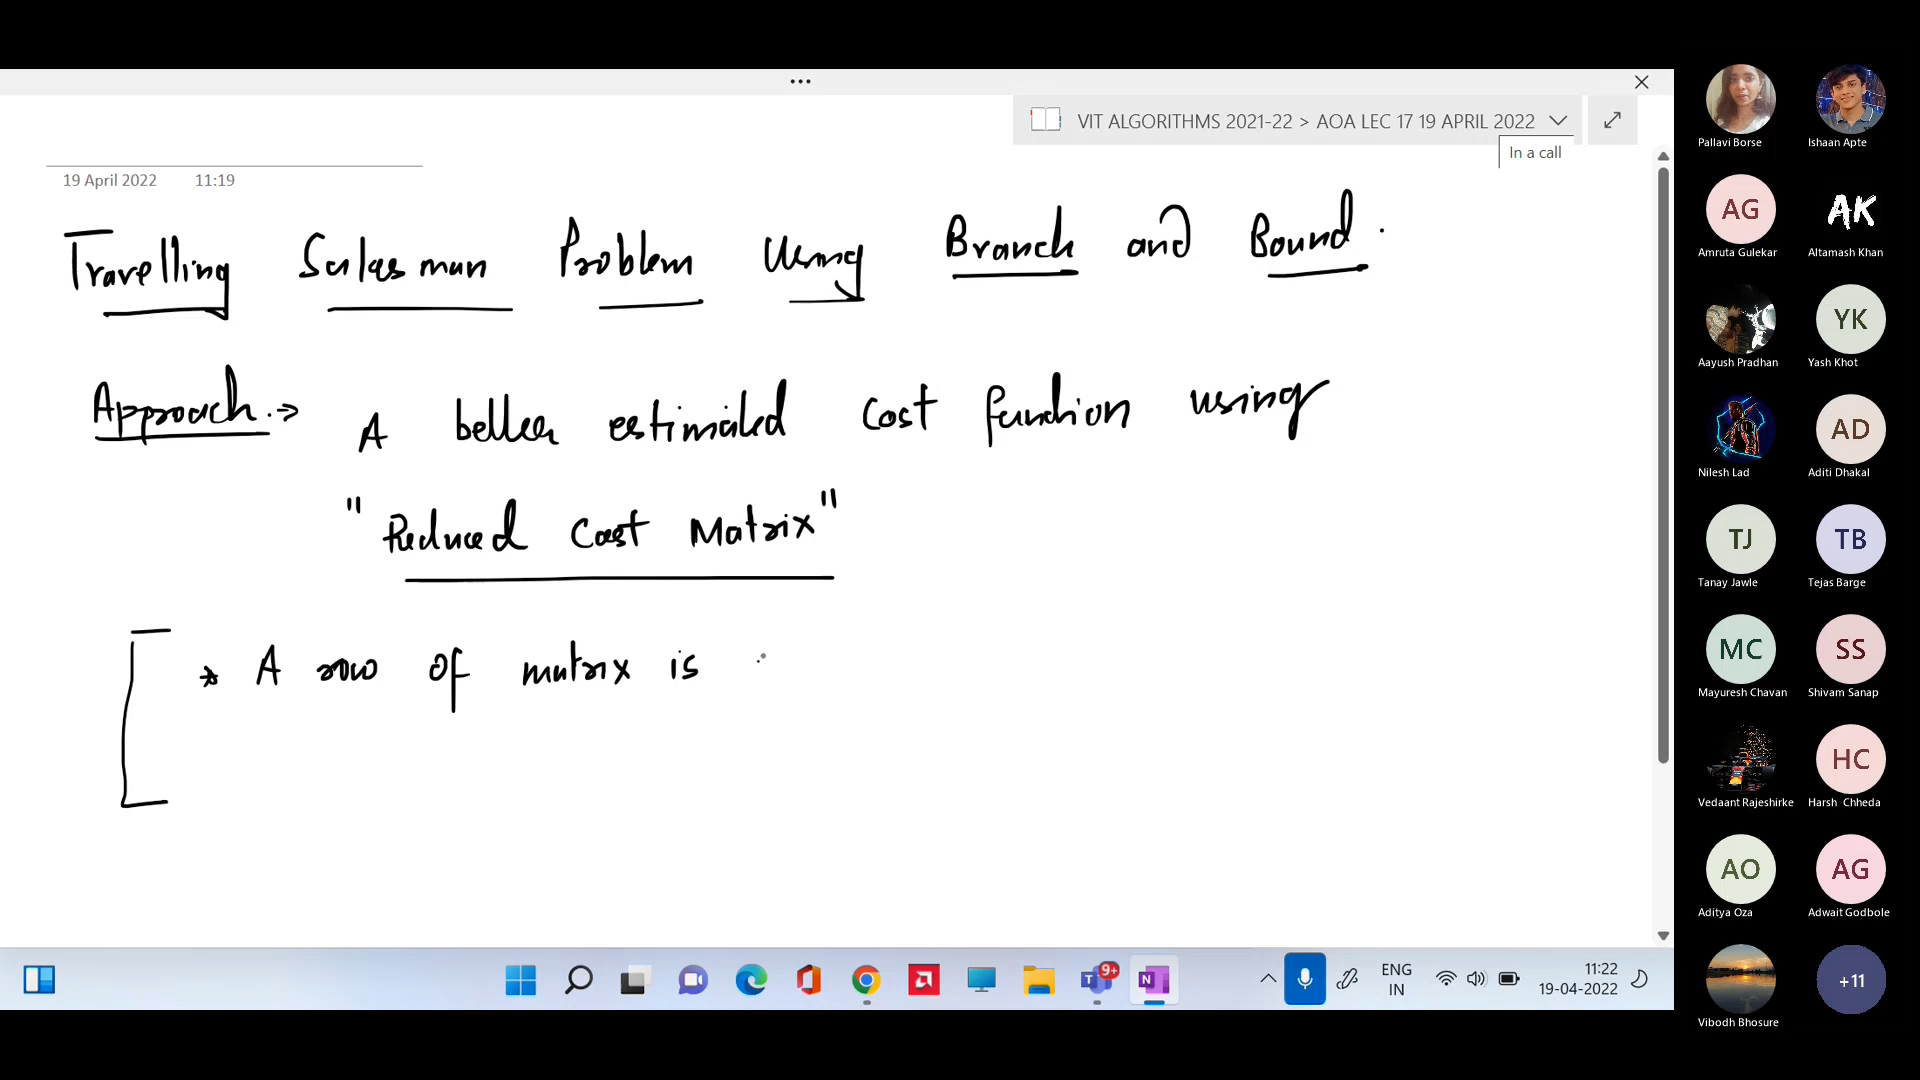 VIT ALGORITHMS 2021-22 > AOA LEC 17 19 APRIL 2022
In a call
19 April 2022 11:19
Travelling Salesman Problem Using Branch and Bound.
Approach :→ A better estimated cost function using
"Reduced Cost Matrix"
* A row of matrix is
Pallavi Borse
Ishaan Apte
AG
AK
Amruta Gulekar
Altamash Khan
YK
Aayush Pradhan
Yash Khot
AD
Nilesh Lad
Aditi Dhakal
TJ
TB
Tanay Jawle
Tejas Barge
MC
SS
Mayuresh Chavan
Shivam Sanap
HC
Vedaant Rajeshirke
Harsh Chheda
AO
AG
Aditya Oza
Adwait Godbole
+11
Vibodh Bhosure
9+
N
ENG
IN
11:22
19-04-2022